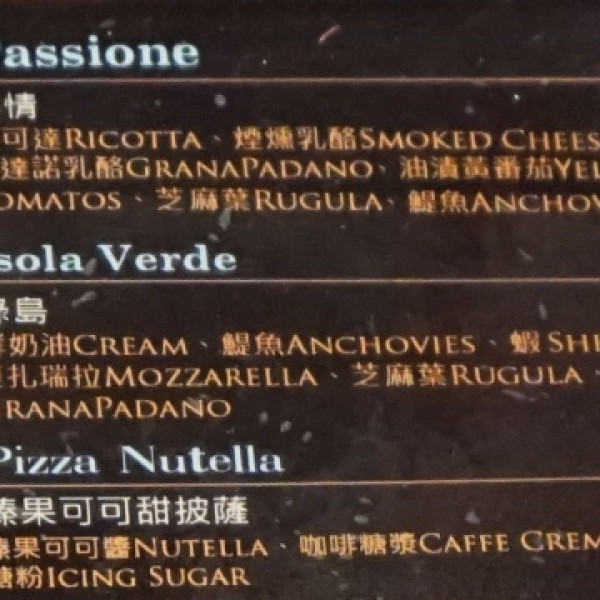 Passione
情
可達RICOTTA、煙燻乳酪SMOKED CHEES
達諾乳酪GRANAPADANO、油漬黃番茄YEL
OMATOS、芝麻葉RUGULA、鯷魚ANCHOV
sola Verde
綠島
鮮奶油CREAM、鯷魚ANCHOVIES、蝦SHR
扎瑞拉MOZZARELLA、芝麻葉RUGULA、
GRANAPADANO
Pizza Nutella
榛果可可甜披薩
榛果可可醬NUTELLA、咖啡糖漿CAFFE CREM
糖粉ICING SUGAR